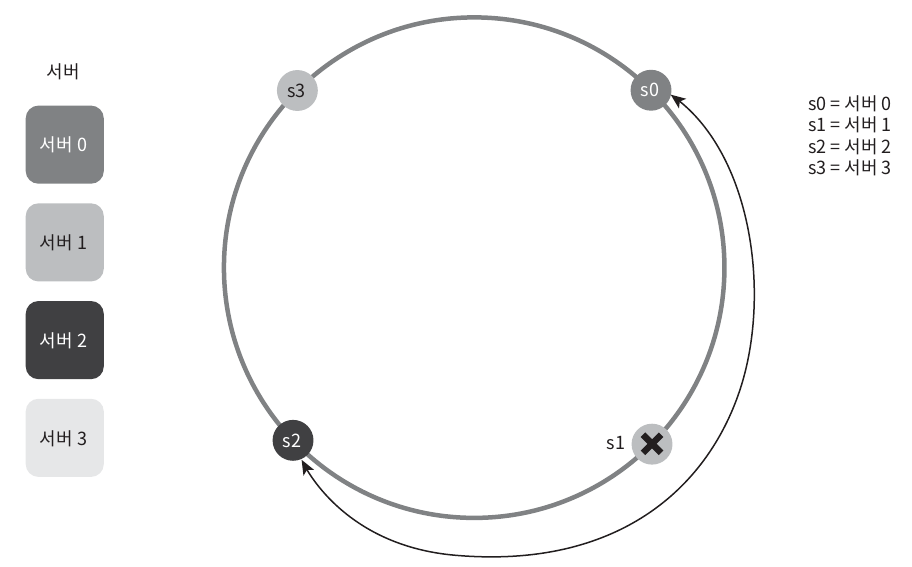 서버
서버 0
서버 1
서버 2
서버 3
s3
s0
s2
s1
s0 = 서버 0
s1 = 서버 1
s2 = 서버 2
s3 = 서버 3